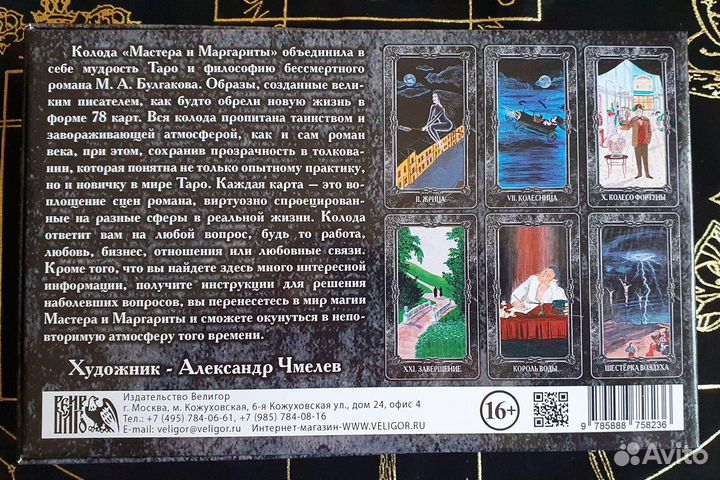 Колода «Мастера и Маргариты» объединила в
себе мудрость Таро и философию бессмертного
романа М. А. Булгакова. Образы, созданные вели-
ким писателем, как будто обрели новую жизнь в
форме 78 карт. Вся колода пропитана таинством и
завораживающей атмосферой, как и сам роман
века, при этом, сохранив прозрачность в толкова-
нии, которая понятна не только опытному практику,
но и новичку в мире Таро. Каждая карта – это во-
площение сцен романа, виртуозно спроецирован-
ные на разные сферы в реальной жизни. Колода
ответит вам на любой вопрос, будь то работа,
любовь, бизнес, отношения или любовные связи.
Кроме того, что вы найдете здесь много интересной
информации, получите инструкции для решения
наболевших вопросов, вы перенесетесь в мир магии
Мастера и Маргариты и сможете окунуться в непо-
вторимую атмосферу того времени.
Художник - Александр Чмелев
II. ЖРИЦА
VII. КОЛЕСНИЦА
X. КОЛЕСО ФОРТУНЫ
XXI. ЗАВЕРШЕНИЕ
КОРОЛЬ ВОДЫ
ШЕСТЁРКА ВОЗДУХА
Издательство Велигор
г. Москва, м. Кожуховская, 6-я Кожуховская ул., дом 24, офис 4
Тел.: +7 (495) 784-06-61, +7 (985) 784-08-16
E-mail: veligor@veligor.ru Интернет-магазин-WWW.VELIGOR.RU
16+
9 785888 758236
Avito